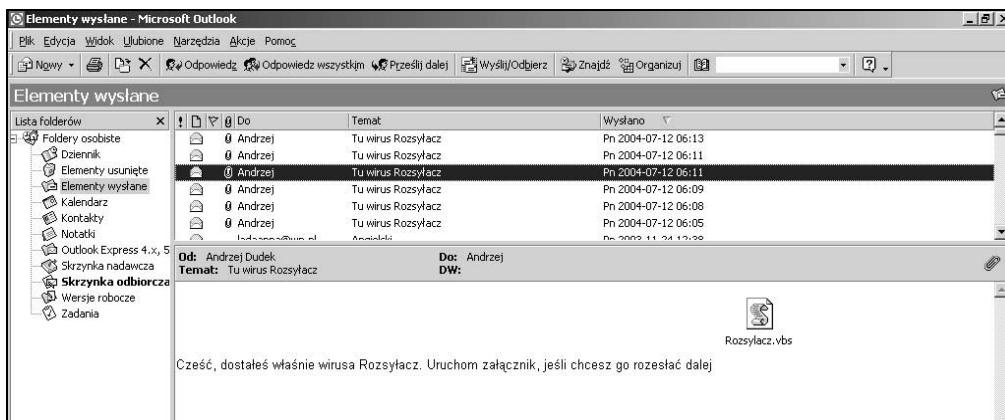 Elementy wysłane - Microsoft Outlook
Plik Edycja Widok Ulubione Narzędzia Akcje Pomoc
Nowy Odpowiedz Odpowiedz wszystkim Prześlij dalej Wyślij/Odbierz Znajdź Organizuj
Elementy wysłane
Lista folderów
Foldery osobiste
Dziennik
Elementy usunięte
Elementy wysłane
Kalendarz
Kontakty
Notatki
Outlook Express 4.x, 5
Skrzynka nadawcza
Skrzynka odbiorcza
Wersje robocze
Zadania
Do Temat Wysłano
Andrzej Tu wirus Rozsyłacz Pn 2004-07-12 06:13
Andrzej Tu wirus Rozsyłacz Pn 2004-07-12 06:11
Andrzej Tu wirus Rozsyłacz Pn 2004-07-12 06:11
Andrzej Tu wirus Rozsyłacz Pn 2004-07-12 06:09
Andrzej Tu wirus Rozsyłacz Pn 2004-07-12 06:08
Andrzej Tu wirus Rozsyłacz Pn 2004-07-12 06:05
Angielski Pn 2003-11-24 12:38
Od: Andrzej Dudek Do: Andrzej
Temat: Tu wirus Rozsyłacz DW:
Rozsylacz.vbs
Cześć, dostałeś właśnie wirusa Rozsyłacz. Uruchom załącznik, jeśli chcesz go rozesłać dalej